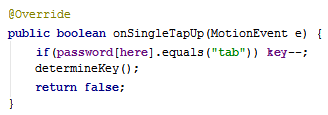 @Override
public boolean onSingleTapUp(MotionEvent e) {
    if(password[here].equals("tab")) key--;
    determineKey();
    return false;
}